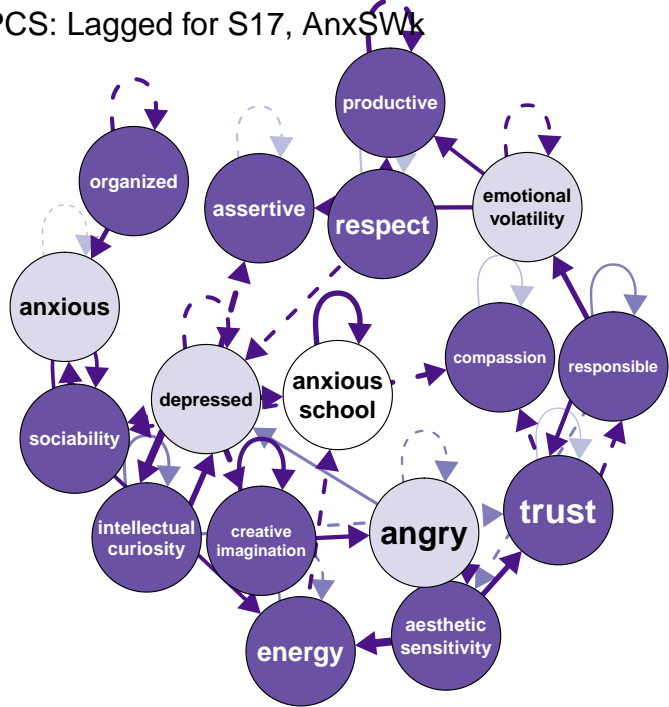 PCS: Lagged for S17, AnxSWk
productive
organized
assertive
respect
emotional
volatility
anxious
compassion
responsible
depressed
anxious
school
sociability
trust
intellectual
curiosity
creative
imagination
angry
aesthetic
sensitivity
energy